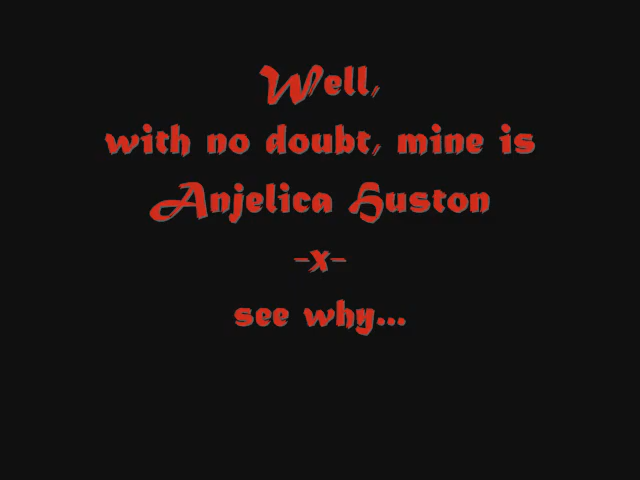 Well,
with no doubt, mine is
Anjelica Huston
-x-
see why...